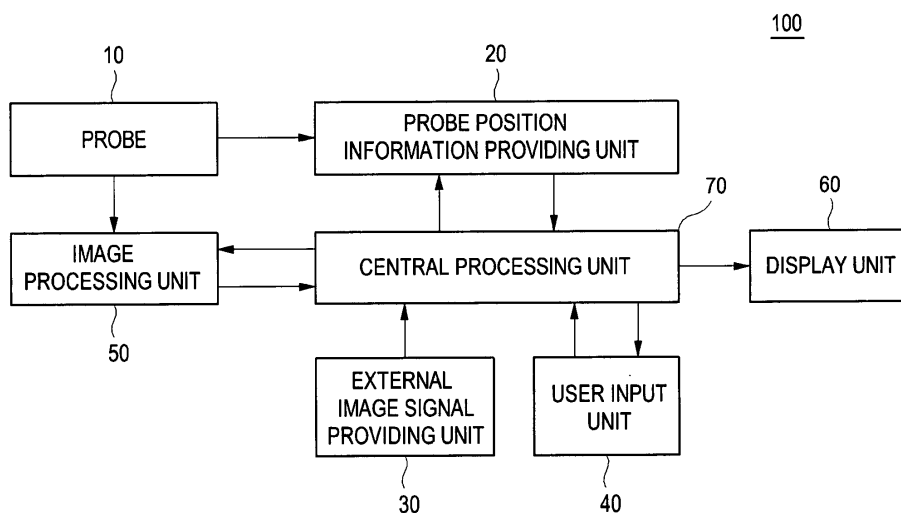 100
10
20
PROBE
PROBE POSITION
INFORMATION PROVIDING UNIT
70
60
IMAGE
PROCESSING UNIT
CENTRAL PROCESSING UNIT
DISPLAY UNIT
50
EXTERNAL
IMAGE SIGNAL
PROVIDING UNIT
USER INPUT
UNIT
30
40